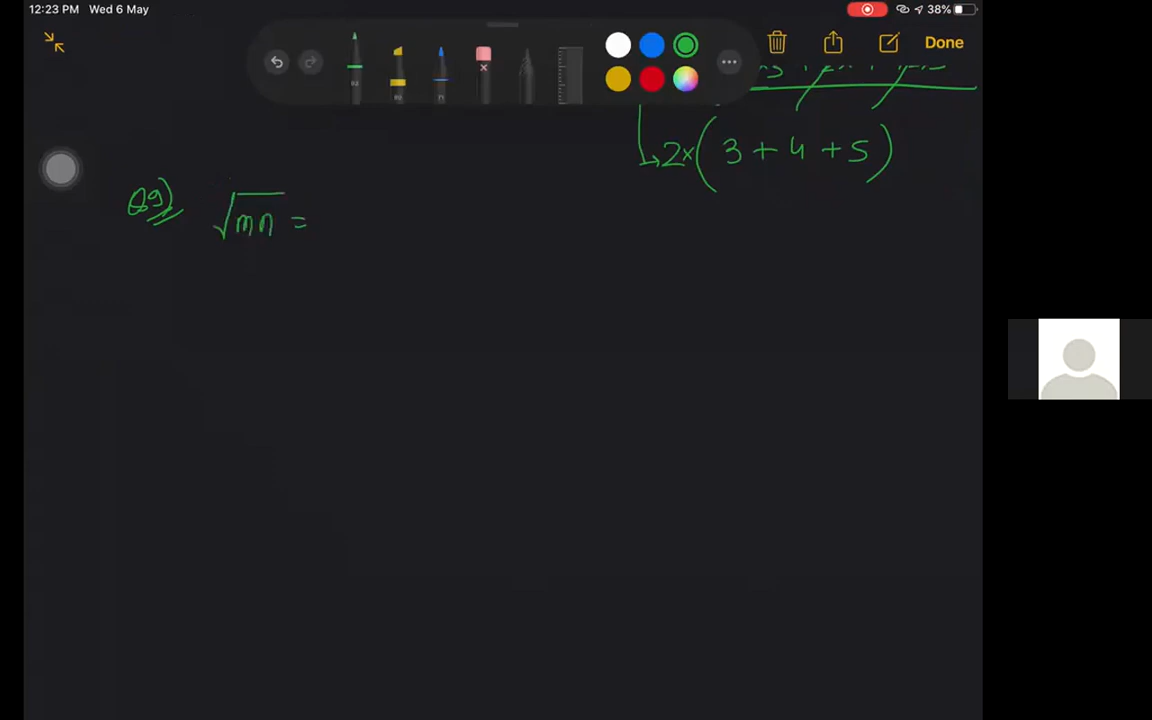 12:23 PM Wed 6 May
38%
Done
2×(3+4+5)
Q9) √mn =